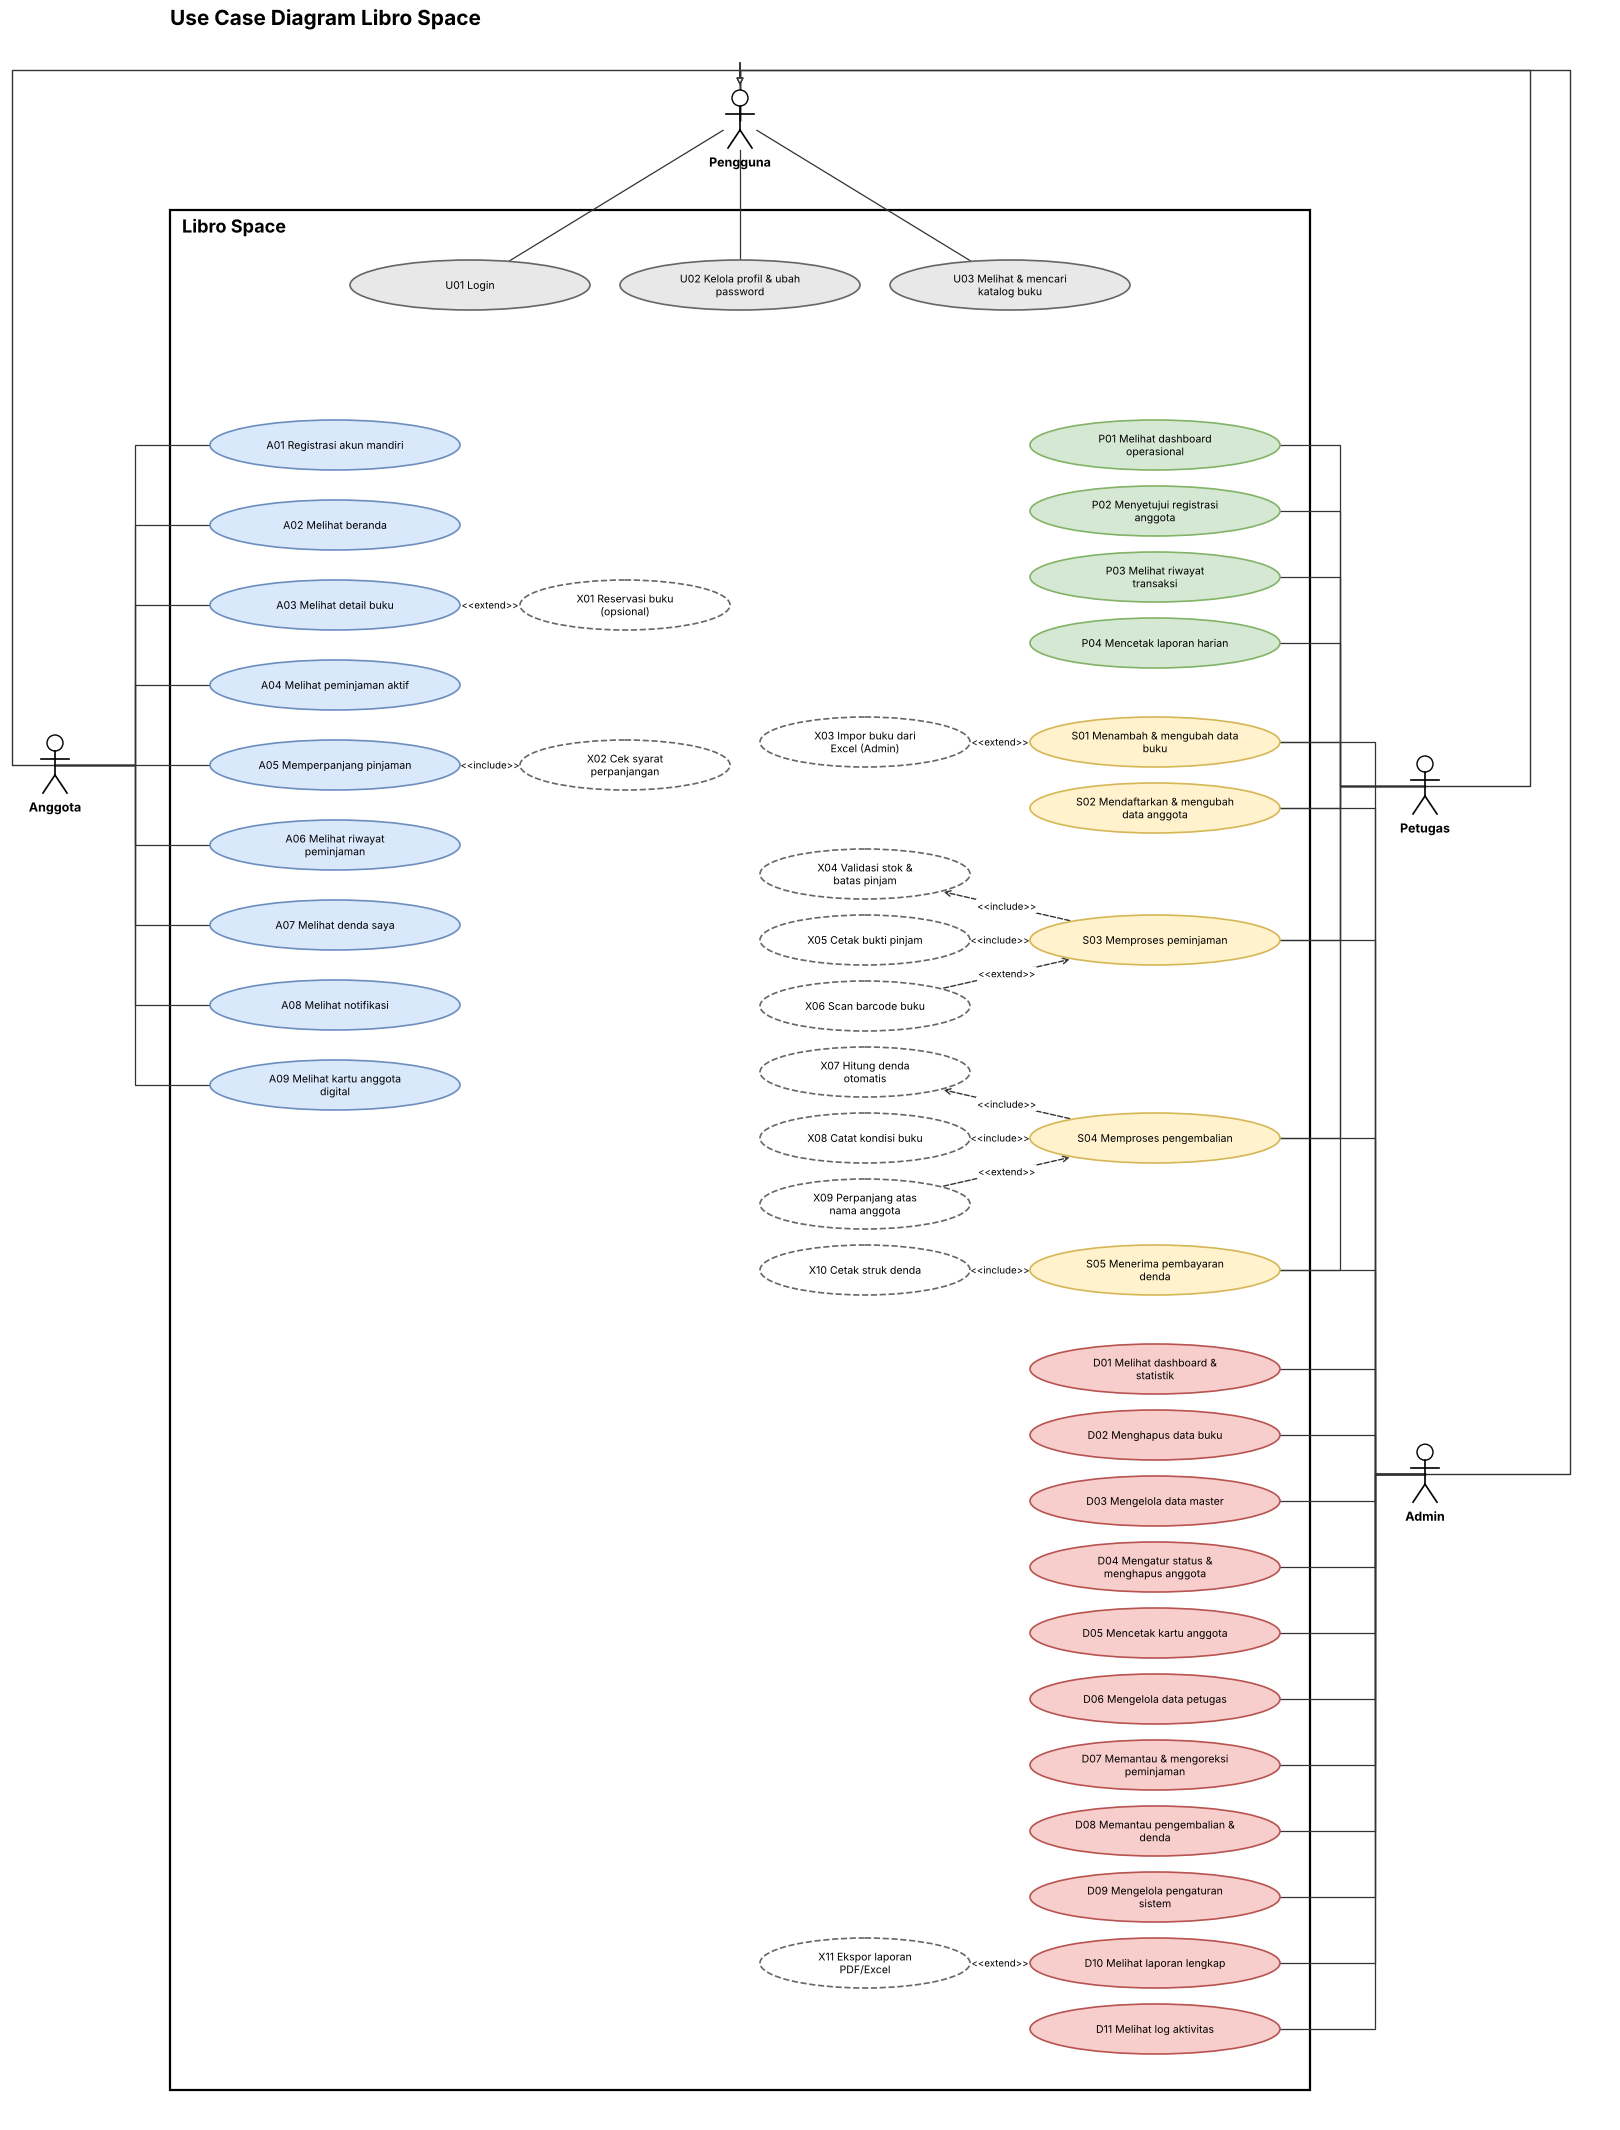 Use Case Diagram Libro Space
Pengguna
Libro Space
U01 Login
U02 Kelola profil & ubah
password
U03 Melihat & mencari
katalog buku
A01 Registrasi akun mandiri
A02 Melihat beranda
A03 Melihat detail buku
<<extend>>
X01 Reservasi buku
(opsional)
A04 Melihat peminjaman aktif
A05 Memperpanjang pinjaman
<<include>>
X02 Cek syarat
perpanjangan
A06 Melihat riwayat
peminjaman
A07 Melihat denda saya
A08 Melihat notifikasi
A09 Melihat kartu anggota
digital
Anggota
P01 Melihat dashboard
operasional
P02 Menyetujui registrasi
anggota
P03 Melihat riwayat
transaksi
P04 Mencetak laporan harian
X03 Impor buku dari
Excel (Admin)
<<extend>>
S01 Menambah & mengubah data
buku
S02 Mendaftarkan & mengubah
data anggota
Petugas
X04 Validasi stok &
batas pinjam
<<include>>
X05 Cetak bukti pinjam
<<include>>
S03 Memproses peminjaman
<<extend>>
X06 Scan barcode buku
X07 Hitung denda
otomatis
<<include>>
X08 Catat kondisi buku
<<include>>
S04 Memproses pengembalian
<<extend>>
X09 Perpanjang atas
nama anggota
X10 Cetak struk denda
<<include>>
S05 Menerima pembayaran
denda
D01 Melihat dashboard &
statistik
D02 Menghapus data buku
D03 Mengelola data master
Admin
D04 Mengatur status &
menghapus anggota
D05 Mencetak kartu anggota
D06 Mengelola data petugas
D07 Memantau & mengoreksi
peminjaman
D08 Memantau pengembalian &
denda
D09 Mengelola pengaturan
sistem
X11 Ekspor laporan
PDF/Excel
<<extend>>
D10 Melihat laporan lengkap
D11 Melihat log aktivitas